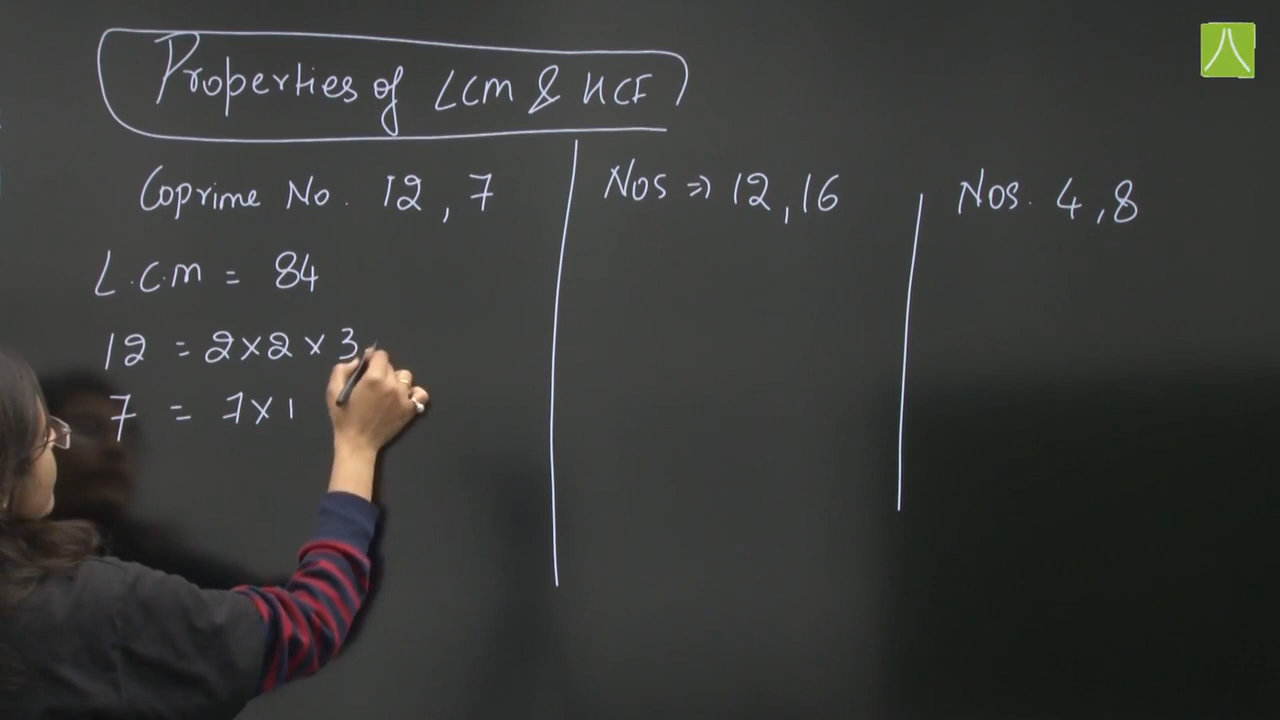 Properties of LCM & HCF
Coprime No. 12, 7
L.C.M = 84
12 = 2×2×3
7 = 7×1
Nos ⇒ 12, 16
Nos. 4, 8